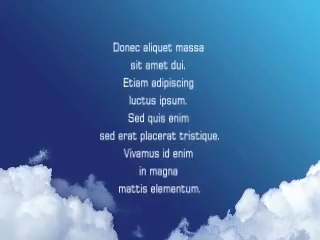 Donec aliquet massa
sit amet dui.
Etiam adipiscing
luctus ipsum.
Sed quis enim
sed erat placerat tristique.
Vivamus id enim
in magna
mattis elementum.